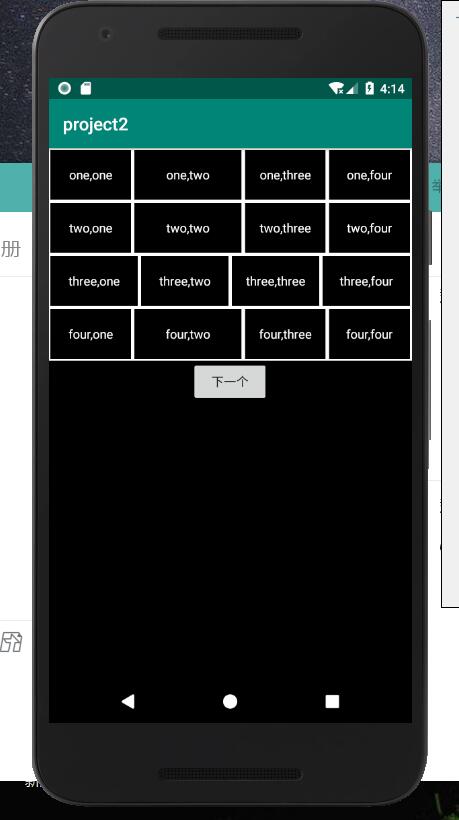 4:14
project2
one,one one,two one,three one,four
two,one two,two two,three two,four
three,one three,two three,three three,four
four,one four,two four,three four,four
下一个
册